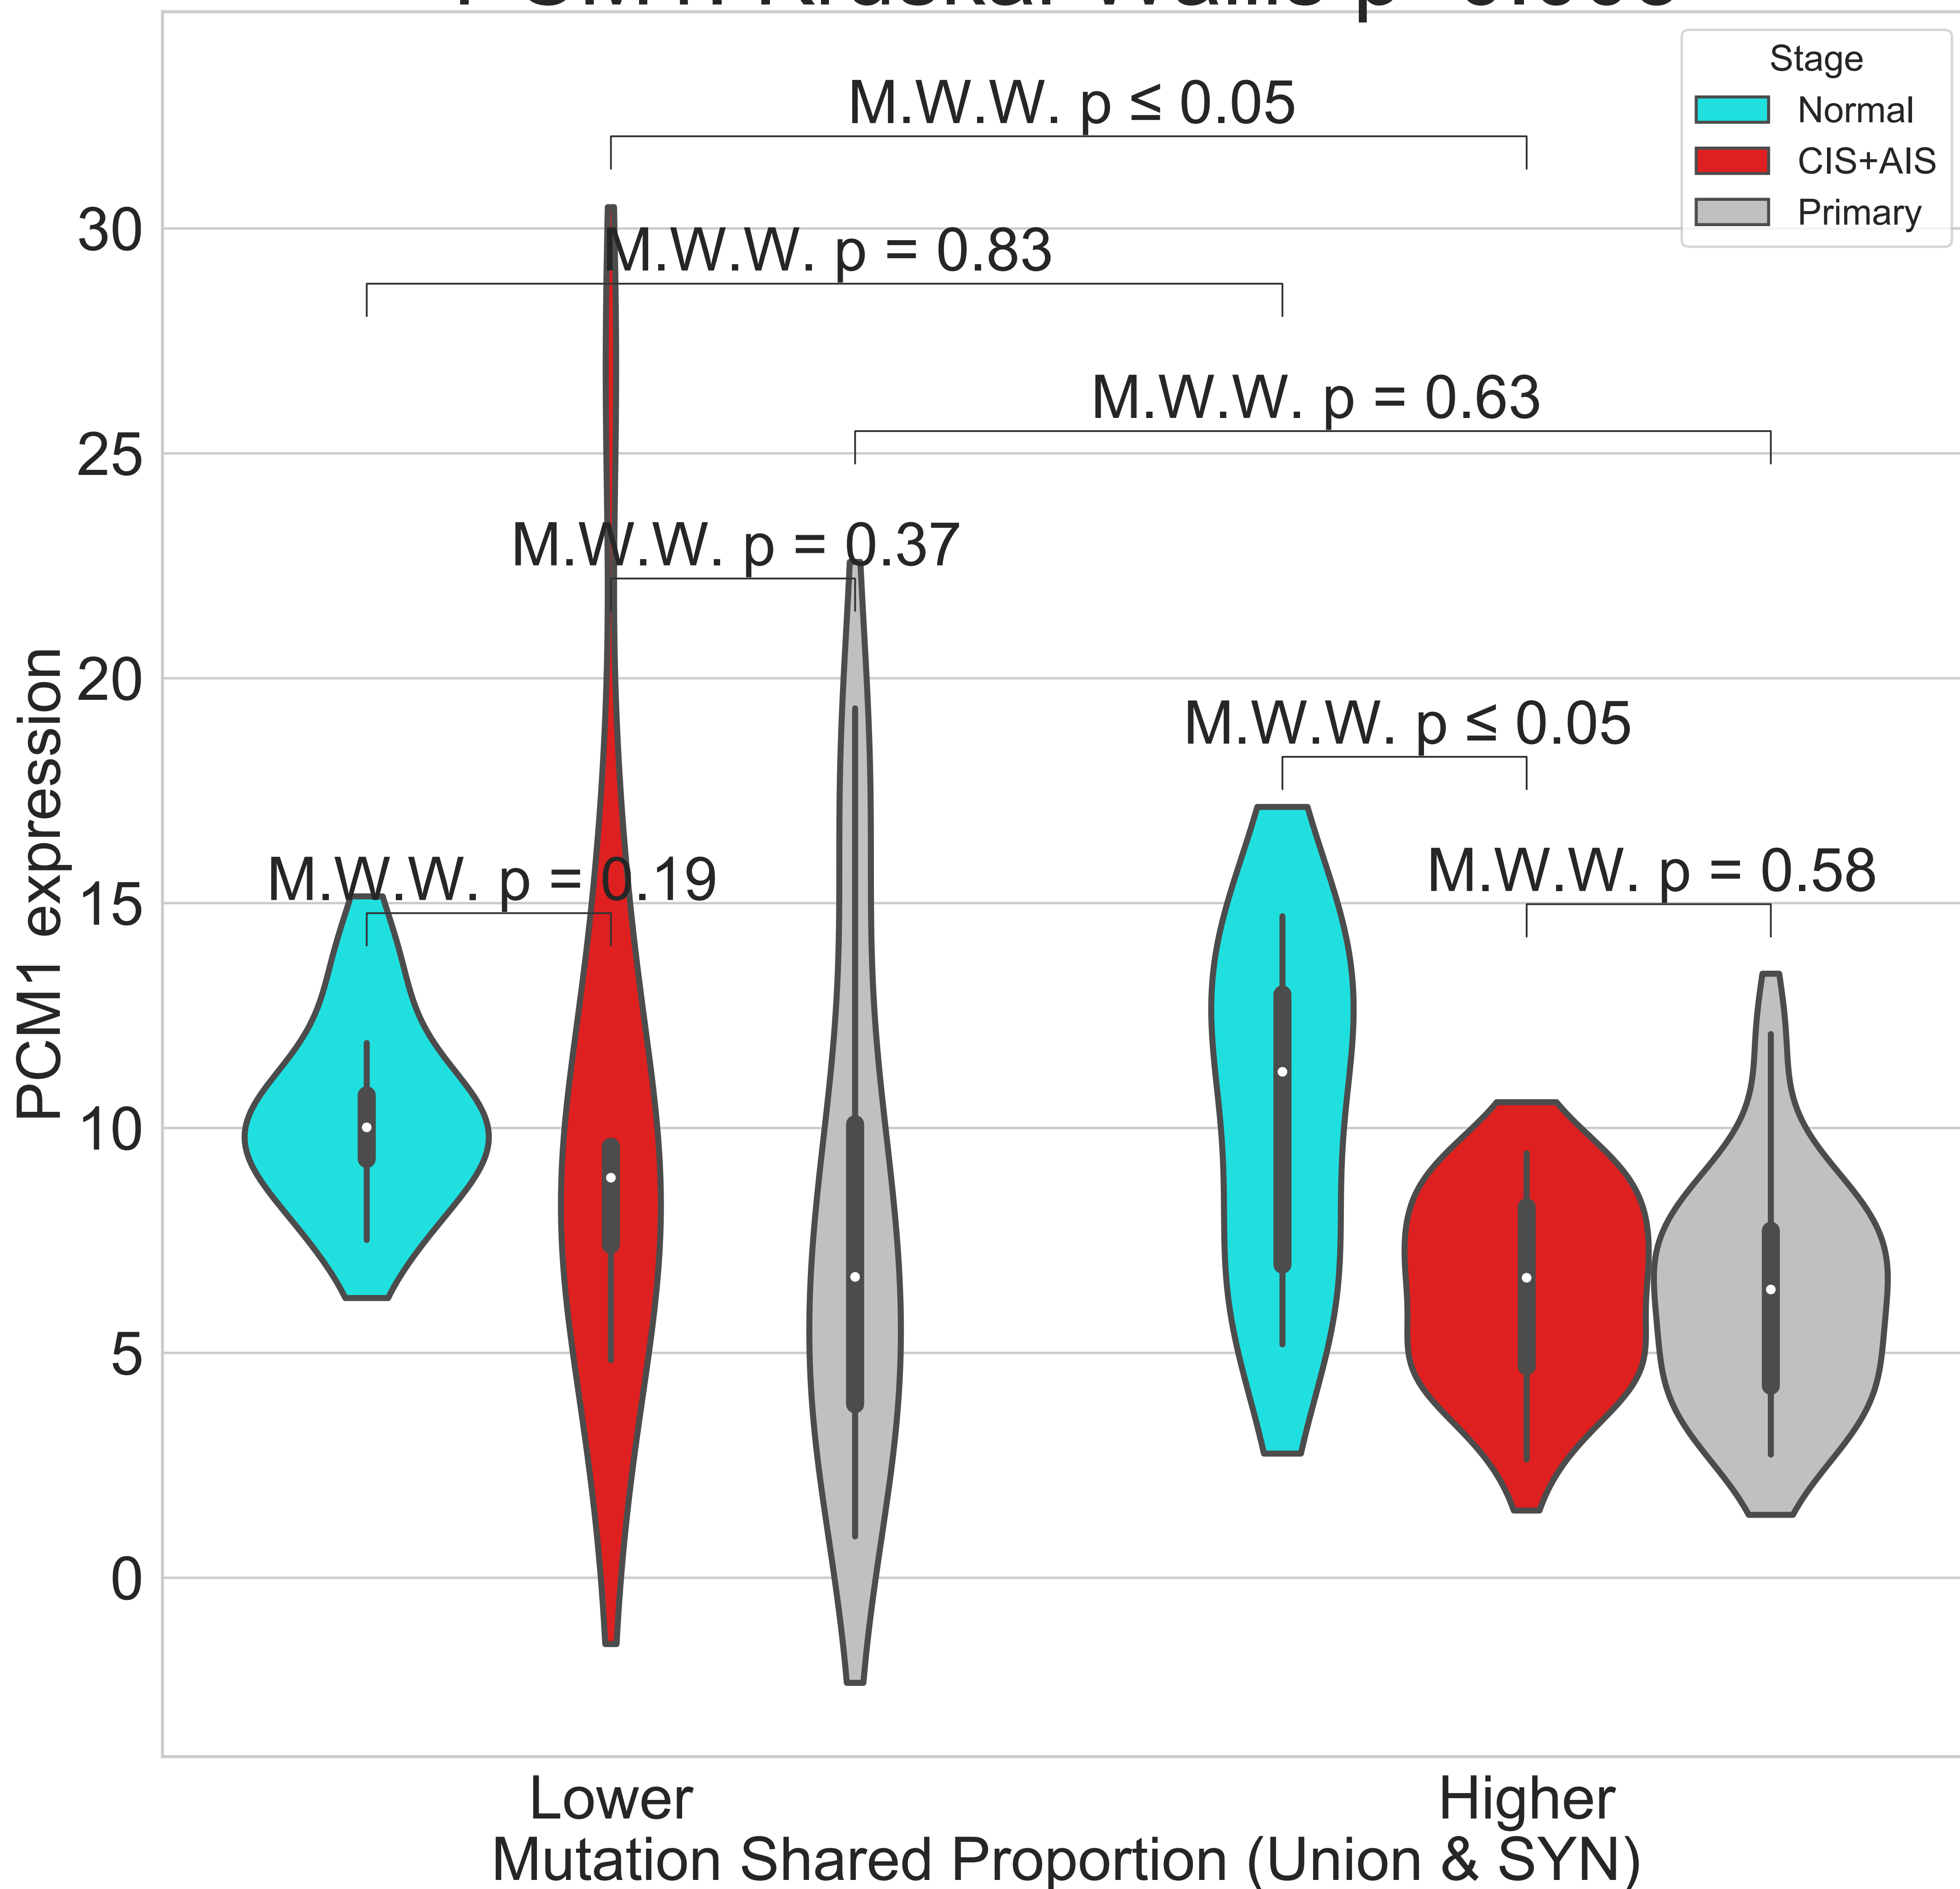 Stage
Normal
CIS+AIS
Primary
M.W.W. p ≤ 0.05
M.W.W. p = 0.83
M.W.W. p = 0.63
M.W.W. p = 0.37
M.W.W. p ≤ 0.05
M.W.W. p = 0.19
M.W.W. p = 0.58
PCM1 expression
30
25
20
15
10
5
0
Lower
Higher
Mutation Shared Proportion (Union & SYN)